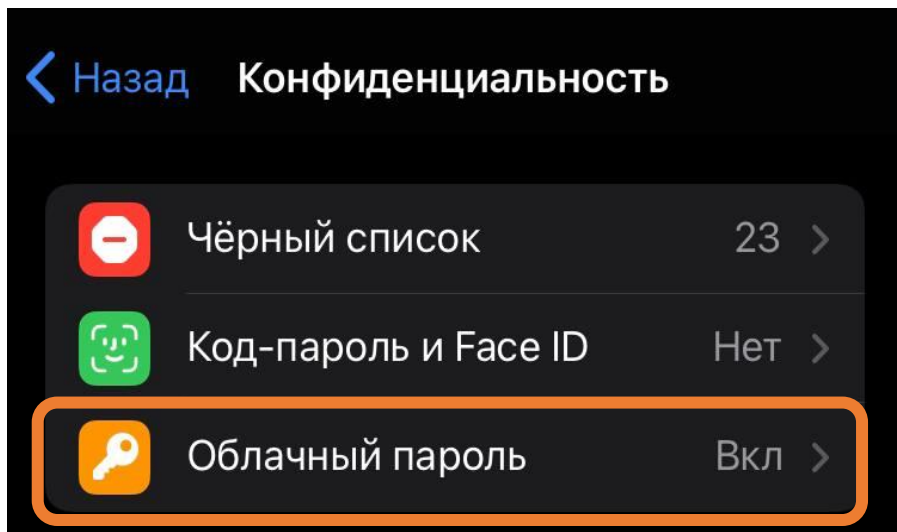 Назад Конфиденциальность
Чёрный список 23
Код-пароль и Face ID Нет
Облачный пароль Вкл